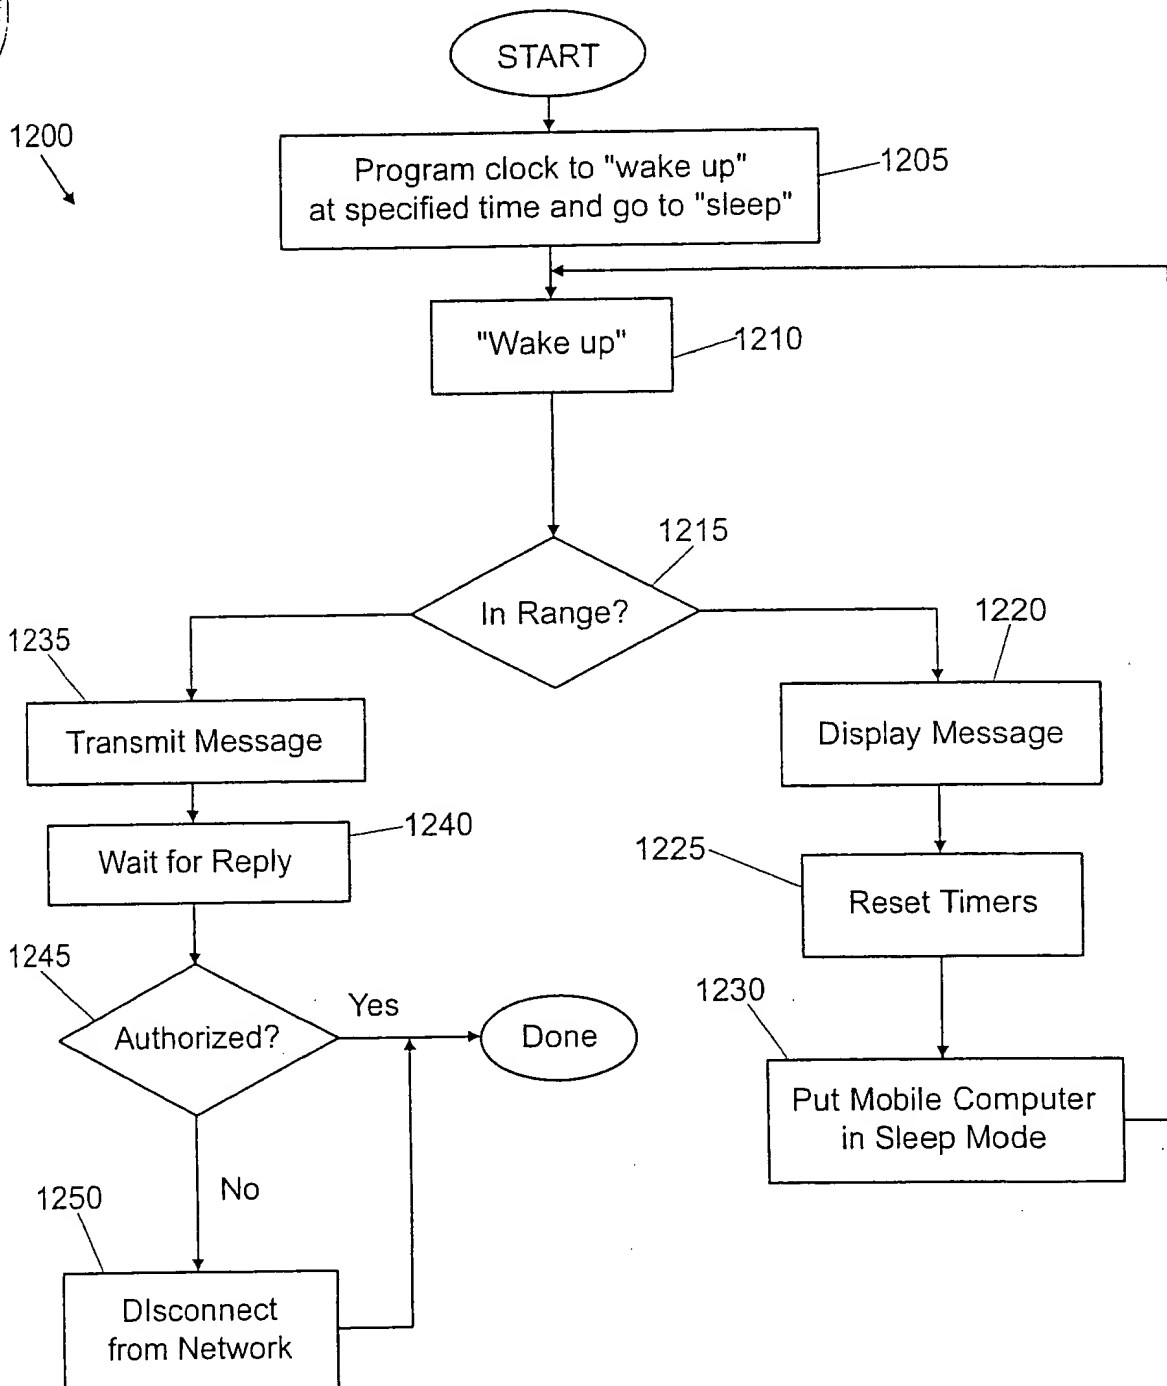 START
1200
Program clock to "wake up"
at specified time and go to "sleep"
1205
"Wake up"
1210
1215
In Range?
1235
Transmit Message
1220
Display Message
1240
Wait for Reply
1225
Reset Timers
1245
Authorized?
Yes
Done
1230
Put Mobile Computer
in Sleep Mode
No
1250
DIsconnect
from Network